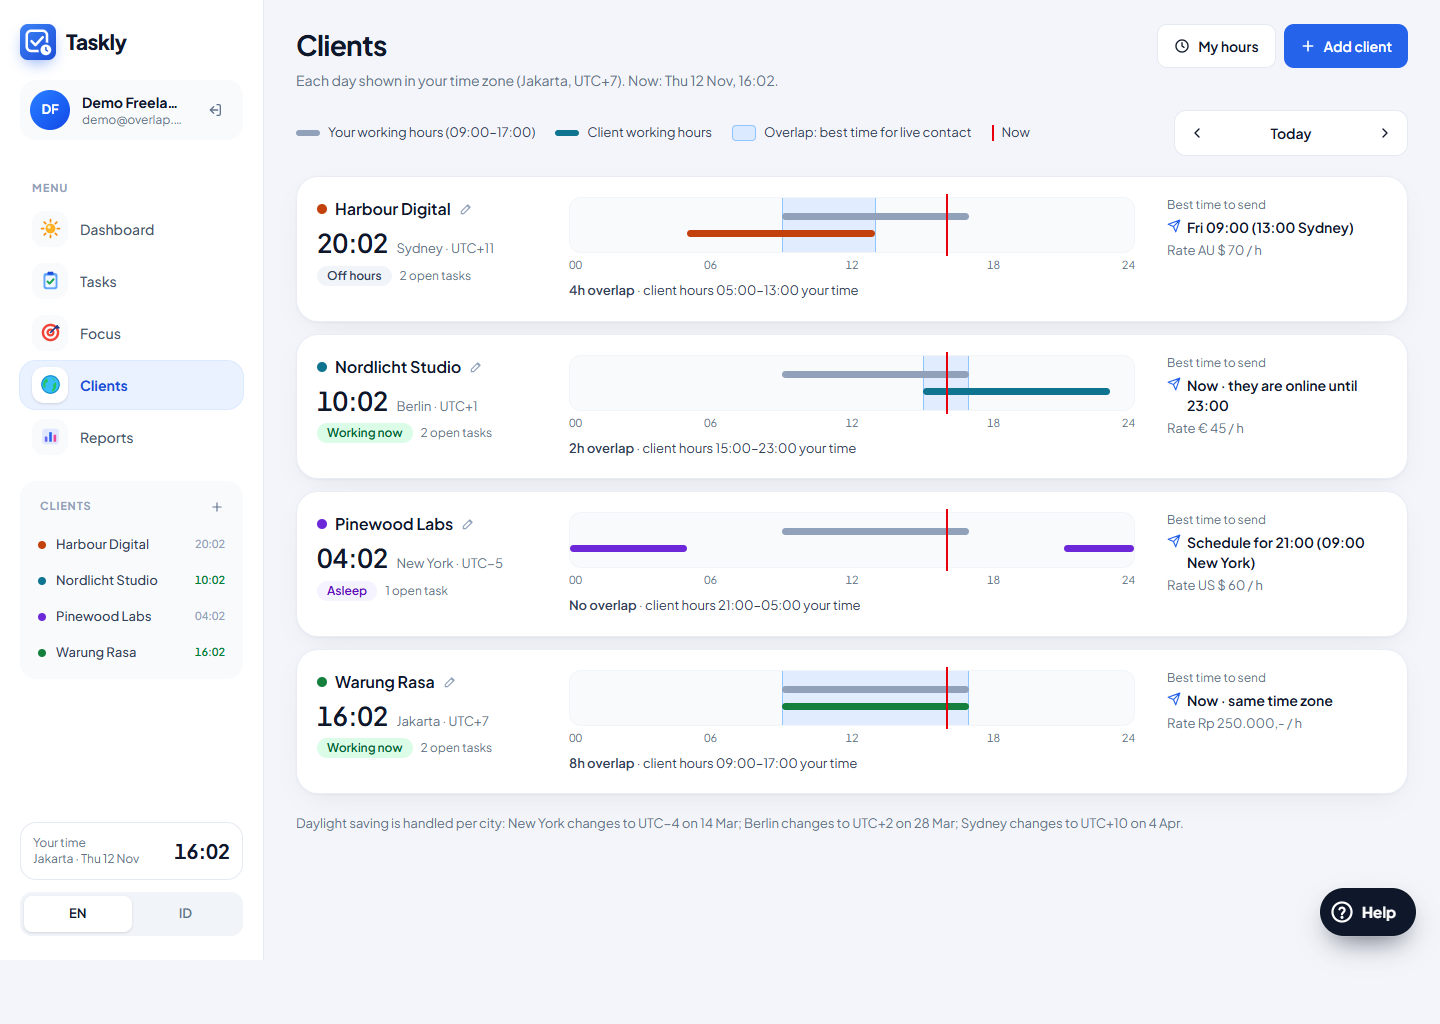 Taskly
DF
Demo Freela...
demo@overlap....
MENU
Dashboard
Tasks
Focus
Clients
Reports
CLIENTS
+
Harbour Digital 20:02
Nordlicht Studio 10:02
Pinewood Labs 04:02
Warung Rasa 16:02
Your time
Jakarta · Thu 12 Nov
16:02
EN ID
Clients
Each day shown in your time zone (Jakarta, UTC+7). Now: Thu 12 Nov, 16:02.
My hours
+ Add client
Your working hours (09:00–17:00)
Client working hours
Overlap: best time for live contact
Now
Today
Harbour Digital
20:02 Sydney · UTC+11
Off hours 2 open tasks
00 06 12 18 24
4h overlap · client hours 05:00–13:00 your time
Best time to send
Fri 09:00 (13:00 Sydney)
Rate AU $ 70 / h
Nordlicht Studio
10:02 Berlin · UTC+1
Working now 2 open tasks
00 06 12 18 24
2h overlap · client hours 15:00–23:00 your time
Best time to send
Now · they are online until
23:00
Rate € 45 / h
Pinewood Labs
04:02 New York · UTC−5
Asleep 1 open task
00 06 12 18 24
No overlap · client hours 21:00–05:00 your time
Best time to send
Schedule for 21:00 (09:00
New York)
Rate US $ 60 / h
Warung Rasa
16:02 Jakarta · UTC+7
Working now 2 open tasks
00 06 12 18 24
8h overlap · client hours 09:00–17:00 your time
Best time to send
Now · same time zone
Rate Rp 250.000,- / h
Daylight saving is handled per city: New York changes to UTC−4 on 14 Mar; Berlin changes to UTC+2 on 28 Mar; Sydney changes to UTC+10 on 4 Apr.
Help